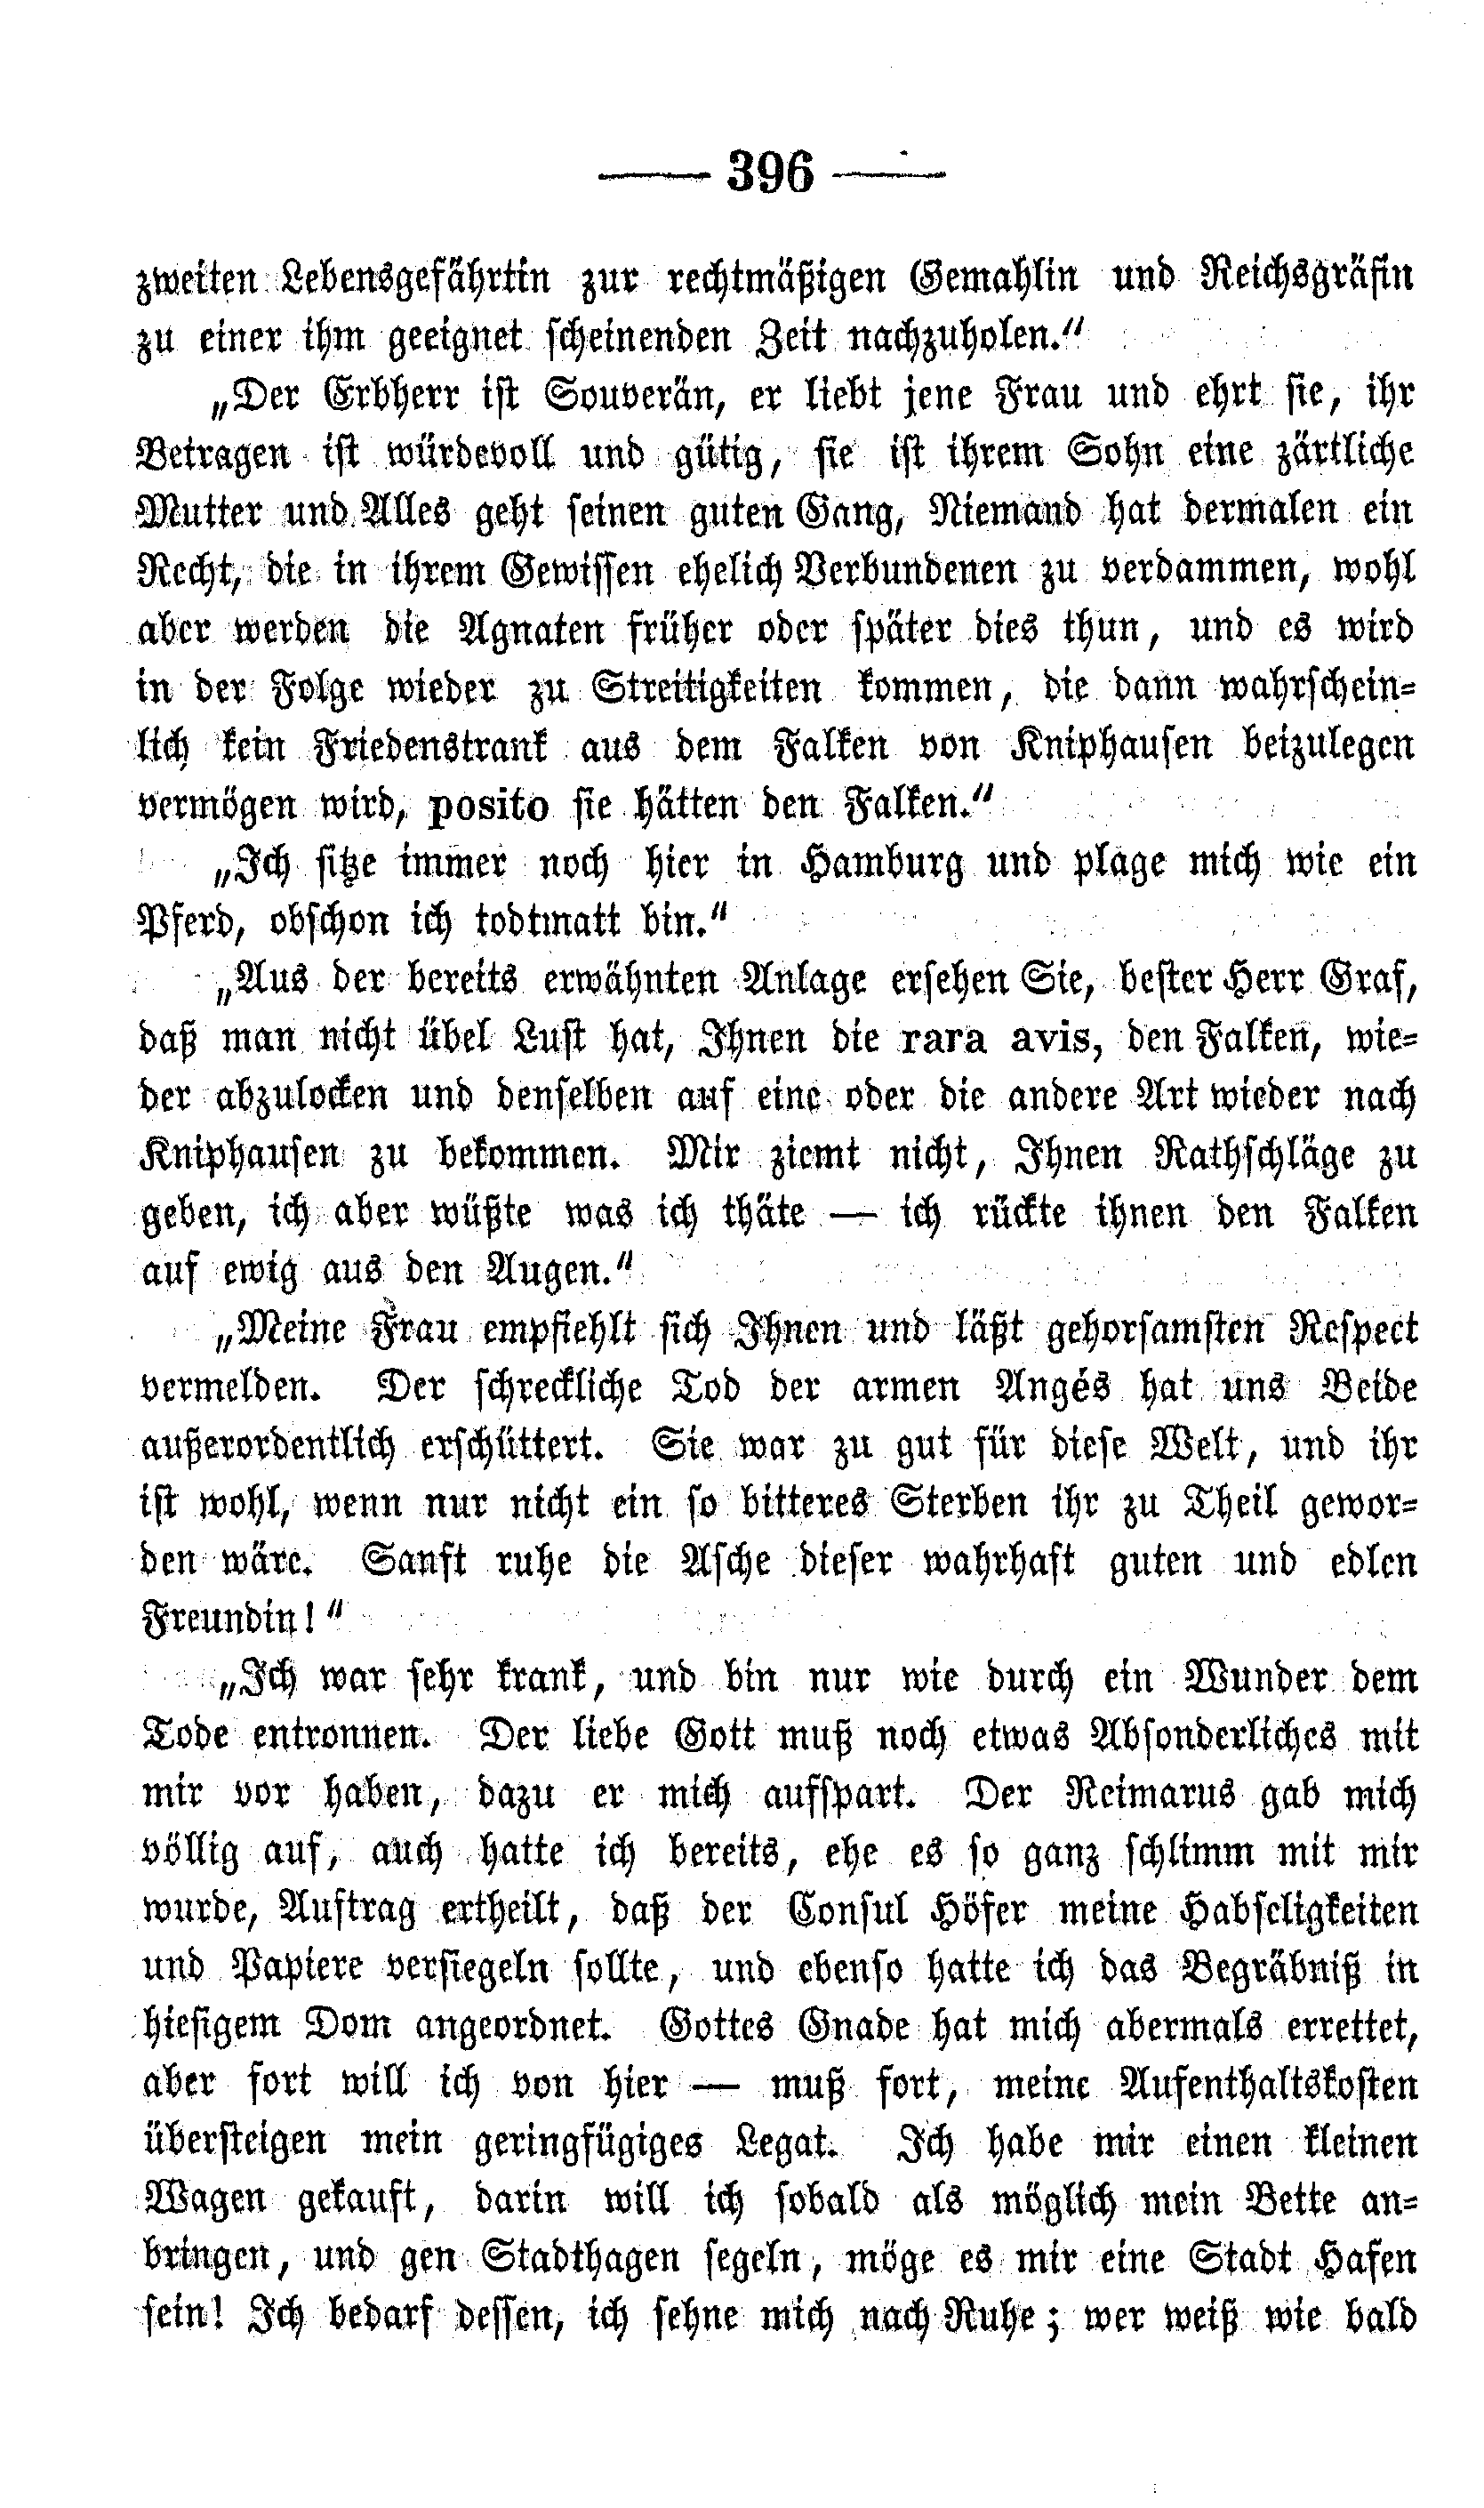 —— 396 ——
zweiten Lebensgefährtin zur rechtmäßigen Gemahlin und Reichsgräfin
zu einer ihm geeignet scheinenden Zeit nachzuholen.“
„Der Erbherr ist Souverän, er liebt jene Frau und ehrt sie, ihr
Betragen ist würdevoll und gütig, sie ist ihrem Sohn eine zärtliche
Mutter und Alles geht seinen guten Gang, Niemand hat dermalen ein
Recht, die in ihrem Gewissen ehelich Verbundenen zu verdammen, wohl
aber werden die Agnaten früher oder später dies thun, und es wird
in der Folge wieder zu Streitigkeiten kommen, die dann wahrschein-
lich kein Friedenstrank aus dem Falken von Kniphausen beizulegen
vermögen wird, posito sie hätten den Falken.“
„Ich sitze immer noch hier in Hamburg und plage mich wie ein
Pferd, obschon ich todtmatt bin.“
„Aus der bereits erwähnten Anlage ersehen Sie, bester Herr Graf,
daß man nicht übel Lust hat, Ihnen die rara avis, den Falken, wie-
der abzulocken und denselben auf eine oder die andere Art wieder nach
Kniphausen zu bekommen. Mir ziemt nicht, Ihnen Rathschläge zu
geben, ich aber wüßte was ich thäte — ich rückte ihnen den Falken
auf ewig aus den Augen.“
„Meine Frau empfiehlt sich Ihnen und läßt gehorsamsten Respect
vermelden. Der schreckliche Tod der armen Angés hat uns Beide
außerordentlich erschüttert. Sie war zu gut für diese Welt, und ihr
ist wohl, wenn nur nicht ein so bitteres Sterben ihr zu Theil gewor-
den wäre. Sanft ruhe die Asche dieser wahrhaft guten und edlen
Freundin!“
„Ich war sehr krank, und bin nur wie durch ein Wunder dem
Tode entronnen. Der liebe Gott muß noch etwas Absonderliches mit
mir vor haben, dazu er mich aufspart. Der Reimarus gab mich
völlig auf, auch hatte ich bereits, ehe es so ganz schlimm mit mir
wurde, Auftrag ertheilt, daß der Consul Höfer meine Habseligkeiten
und Papiere versiegeln sollte, und ebenso hatte ich das Begräbniß in
hiesigem Dom angeordnet. Gottes Gnade hat mich abermals errettet,
aber fort will ich von hier — muß fort, meine Aufenthaltskosten
übersteigen mein geringfügiges Legat. Ich habe mir einen kleinen
Wagen gekauft, darin will ich sobald als möglich mein Bette an-
bringen, und gen Stadthagen segeln, möge es mir eine Stadt Hafen
sein! Ich bedarf dessen, ich sehne mich nach Ruhe; wer weiß wie bald